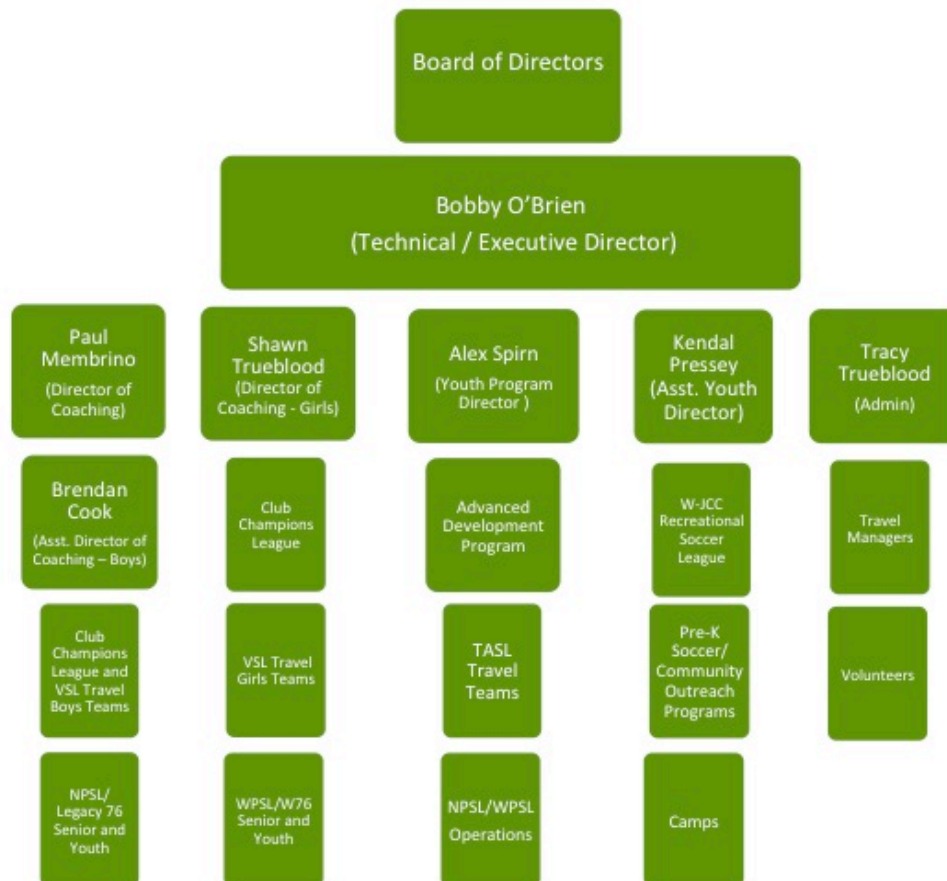 Board of Directors
Bobby O'Brien
(Technical / Executive Director)
Paul
Membrino
(Director of
Coaching)
Shawn
Trueblood
(Director of
Coaching - Girls)
Alex Spirn
(Youth Program
Director )
Kendal
Pressey
(Asst. Youth
Director)
Tracy
Trueblood
(Admin)
Brendan
Cook
(Asst. Director of
Coaching – Boys)
Club
Champions
League
Advanced
Development
Program
W-JCC
Recreational
Soccer
League
Travel
Managers
Club
Champions
League and
VSL Travel
Boys Teams
VSL Travel
Girls Teams
TASL
Travel
Teams
Pre-K
Soccer/
Community
Outreach
Programs
Volunteers
NPSL/
Legacy 76
Senior and
Youth
WPSL/W76
Senior and
Youth
NPSL/WPSL
Operations
Camps